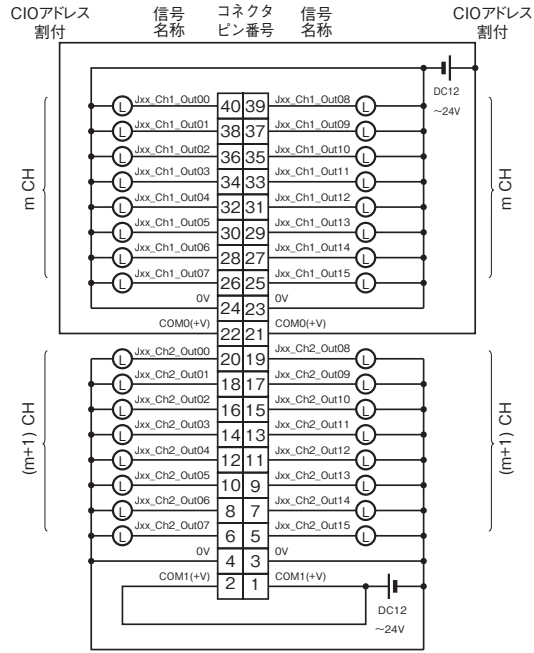 CIOアドレス 信号 コネクタ 信号 CIOアドレス
割付 名称 ピン番号 名称 割付
DC12
～24V
m CH
m CH
L Jxx_Ch1_Out00 40 39 Jxx_Ch1_Out08 L
L Jxx_Ch1_Out01 38 37 Jxx_Ch1_Out09 L
L Jxx_Ch1_Out02 36 35 Jxx_Ch1_Out10 L
L Jxx_Ch1_Out03 34 33 Jxx_Ch1_Out11 L
L Jxx_Ch1_Out04 32 31 Jxx_Ch1_Out12 L
L Jxx_Ch1_Out05 30 29 Jxx_Ch1_Out13 L
L Jxx_Ch1_Out06 28 27 Jxx_Ch1_Out14 L
L Jxx_Ch1_Out07 26 25 Jxx_Ch1_Out15 L
0V 24 23 0V
COM0(+V) 22 21 COM0(+V)
(m+1) CH
(m+1) CH
L Jxx_Ch2_Out00 20 19 Jxx_Ch2_Out08 L
L Jxx_Ch2_Out01 18 17 Jxx_Ch2_Out09 L
L Jxx_Ch2_Out02 16 15 Jxx_Ch2_Out10 L
L Jxx_Ch2_Out03 14 13 Jxx_Ch2_Out11 L
L Jxx_Ch2_Out04 12 11 Jxx_Ch2_Out12 L
L Jxx_Ch2_Out05 10 9 Jxx_Ch2_Out13 L
L Jxx_Ch2_Out06 8 7 Jxx_Ch2_Out14 L
L Jxx_Ch2_Out07 6 5 Jxx_Ch2_Out15 L
0V 4 3 0V
COM1(+V) 2 1 COM1(+V)
DC12
～24V